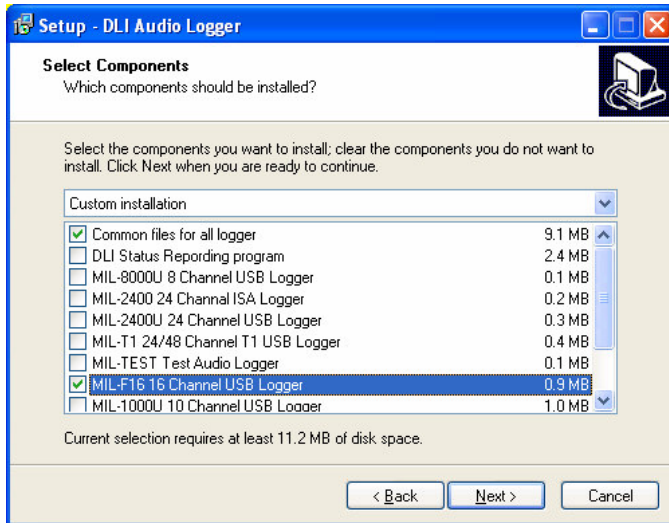 Setup - DLI Audio Logger
Select Components
Which components should be installed?
Select the components you want to install; clear the components you do not want to
install. Click Next when you are ready to continue.
Custom installation
Common files for all logger 9.1 MB
DLI Status Reporting program 2.4 MB
MIL-8000U 8 Channel USB Logger 0.1 MB
MIL-2400 24 Channal ISA Logger 0.2 MB
MIL-2400U 24 Channel USB Logger 0.3 MB
MIL-T1 24/48 Channel T1 USB Logger 0.4 MB
MIL-TEST Test Audio Logger 0.1 MB
MIL-F16 16 Channel USB Logger 0.9 MB
MIL-1000U 10 Channel USB Logger 1.0 MB
Current selection requires at least 11.2 MB of disk space.
< Back Next > Cancel